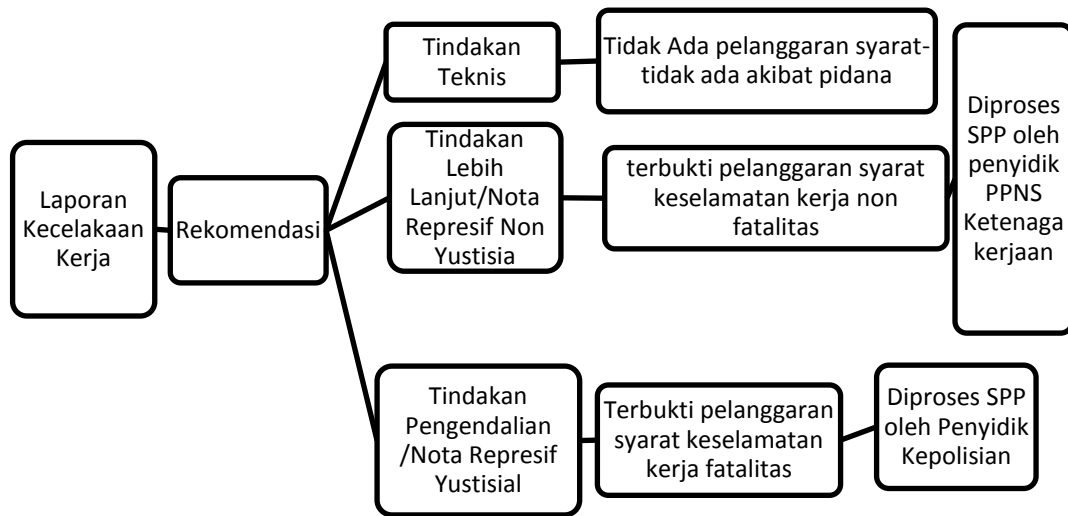 Laporan
Kecelakaan
Kerja
Rekomendasi
Tindakan
Teknis
Tidak Ada pelanggaran syarat-
tidak ada akibat pidana
Tindakan
Lebih
Lanjut/Nota
Represif Non
Yustisia
terbukti pelanggaran syarat
keselamatan kerja non
fatalitas
Diproses
SPP oleh
penyidik
PPNS
Ketenaga
kerjaan
Tindakan
Pengendalian
/Nota Represif
Yustisial
Terbukti pelanggaran
syarat keselamatan
kerja fatalitas
Diproses SPP
oleh Penyidik
Kepolisian